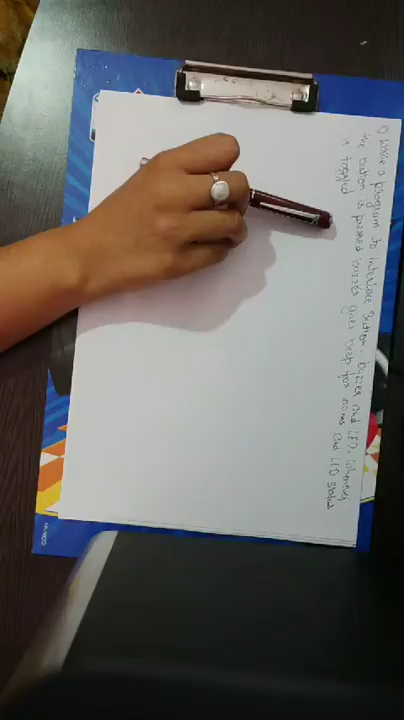 Q. Write a program to interface Button, Buzzer and LED. Whenever
the button is pressed buzzer gives beep for 100ms and LED status
is toggled